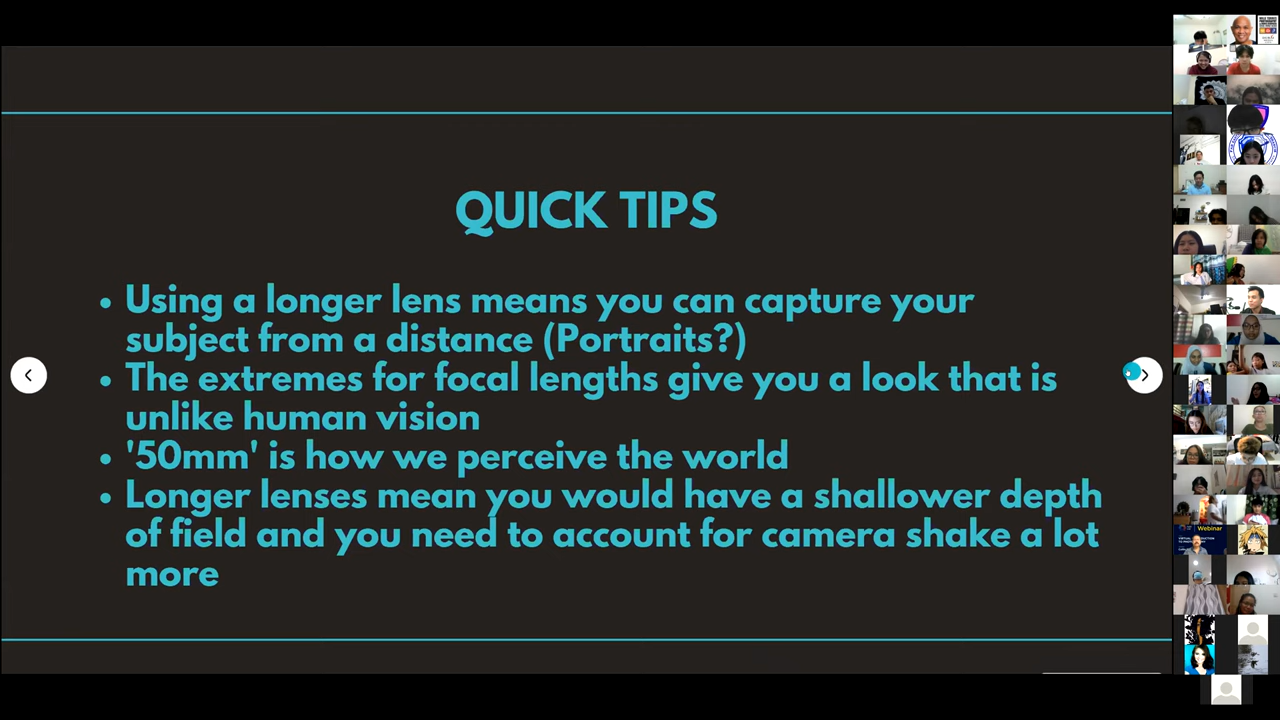 QUICK TIPS
• Using a longer lens means you can capture your
subject from a distance (Portraits?)
• The extremes for focal lengths give you a look that is
unlike human vision
• '50mm' is how we perceive the world
• Longer lenses mean you would have a shallower depth
of field and you need to account for camera shake a lot
more
Webinar